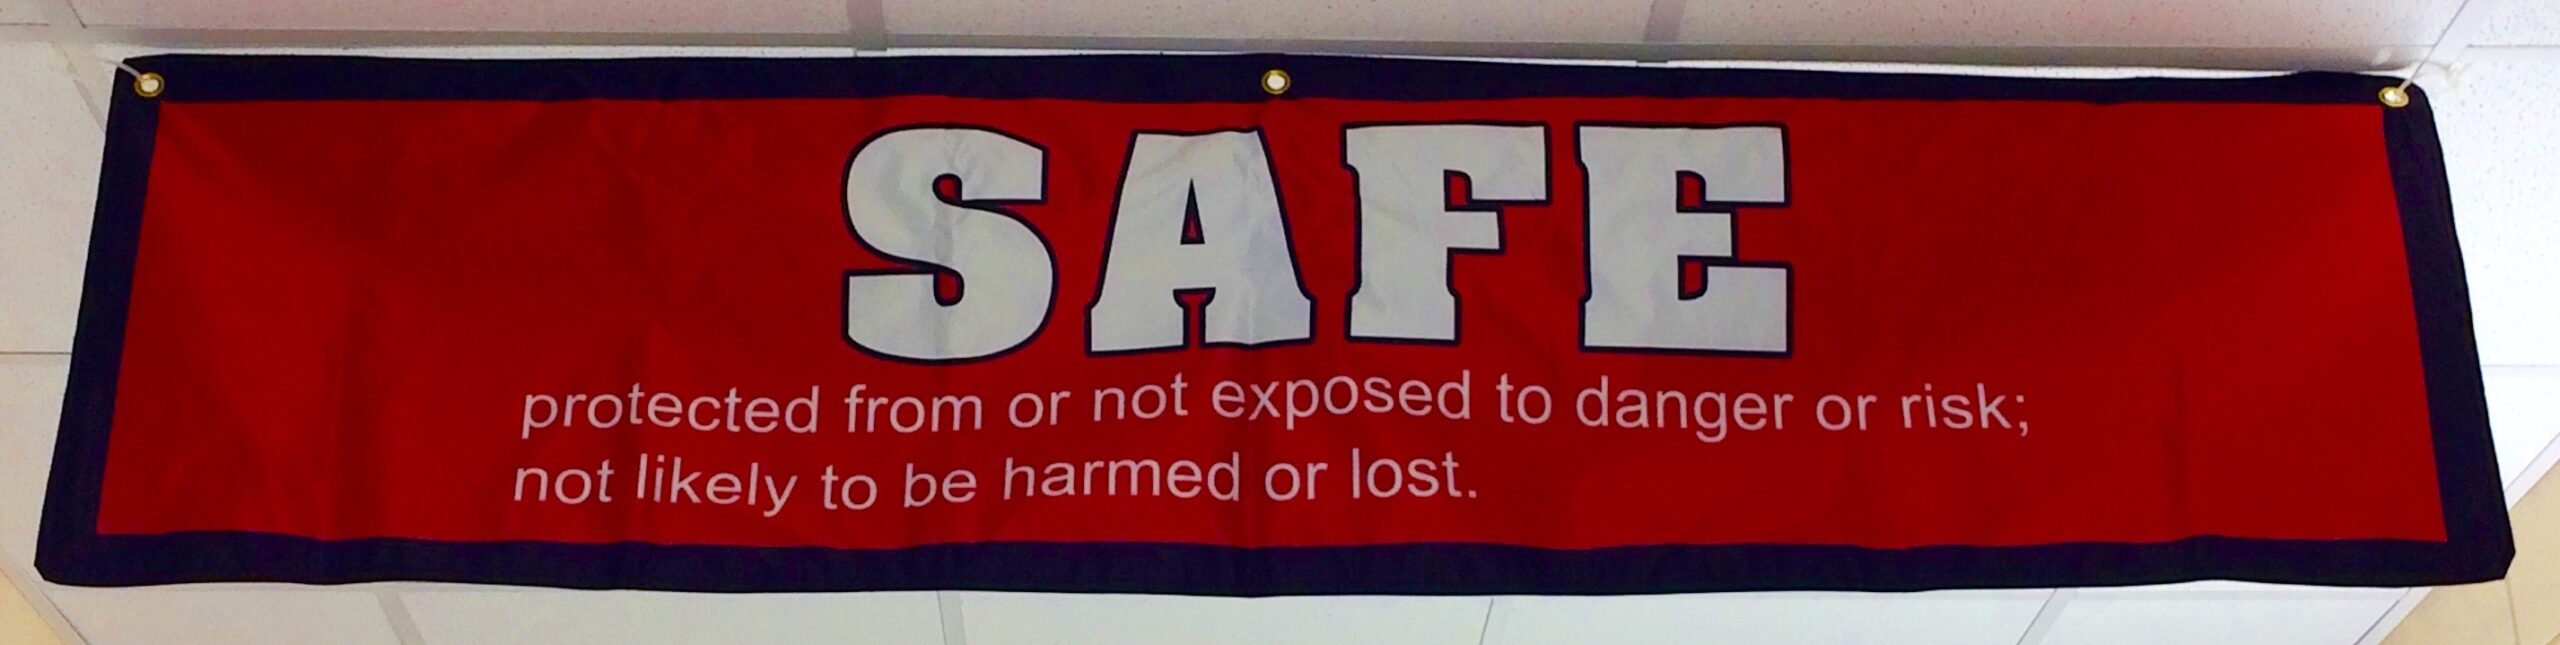 SAFE
protected from or not exposed to danger or risk;
not likely to be harmed or lost.